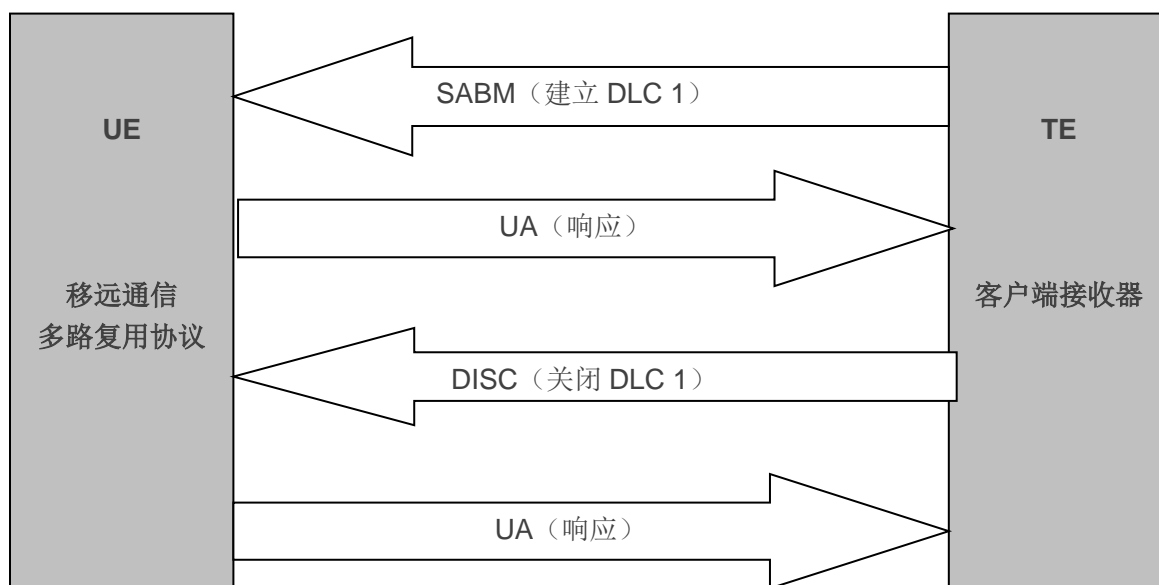 SABM（建立 DLC 1）
UE
TE
UA（响应）
移远通信
多路复用协议
客户端接收器
DISC（关闭 DLC 1）
UA（响应）